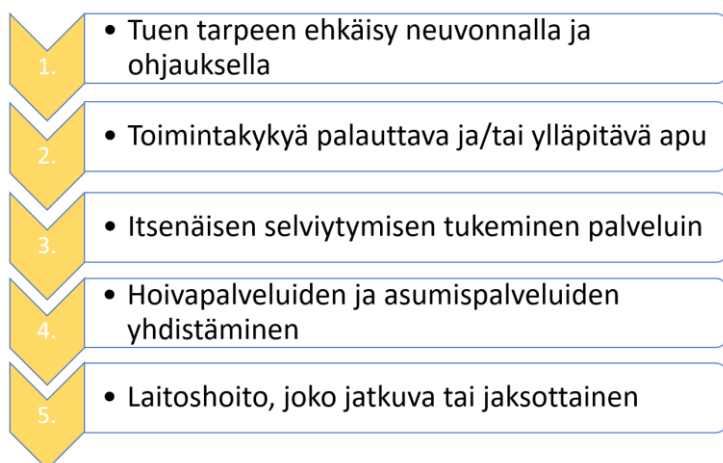 1.
• Tuen tarpeen ehkäisy neuvonnalla ja
ohjauksella
2.
• Toimintakykyä palauttava ja/tai ylläpitävä apu
3.
• Itsenäisen selviytymisen tukeminen palveluin
4.
• Hoivapalveluiden ja asumispalveluiden
yhdistäminen
5.
• Laitoshoito, joko jatkuva tai jaksottainen